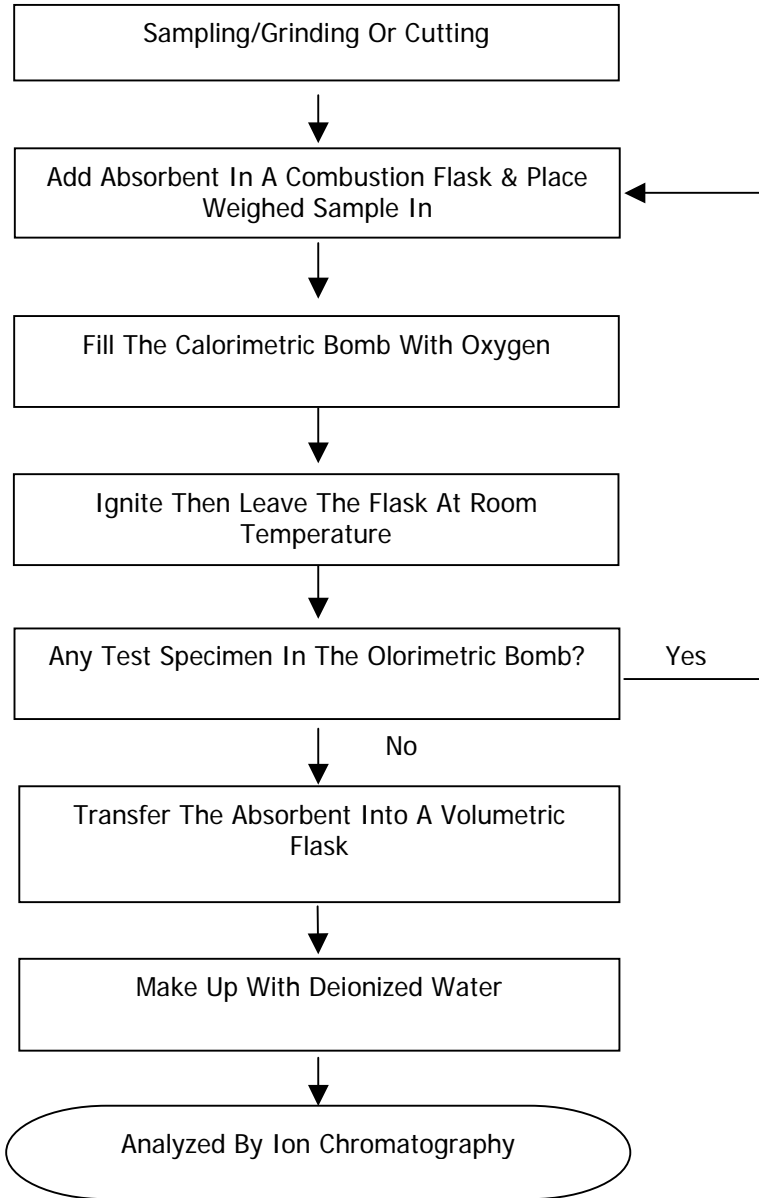 Sampling/Grinding Or Cutting
Add Absorbent In A Combustion Flask & Place
Weighed Sample In
Fill The Calorimetric Bomb With Oxygen
Ignite Then Leave The Flask At Room
Temperature
Any Test Specimen In The Olorimetric Bomb?
Yes
No
Transfer The Absorbent Into A Volumetric
Flask
Make Up With Deionized Water
Analyzed By Ion Chromatography